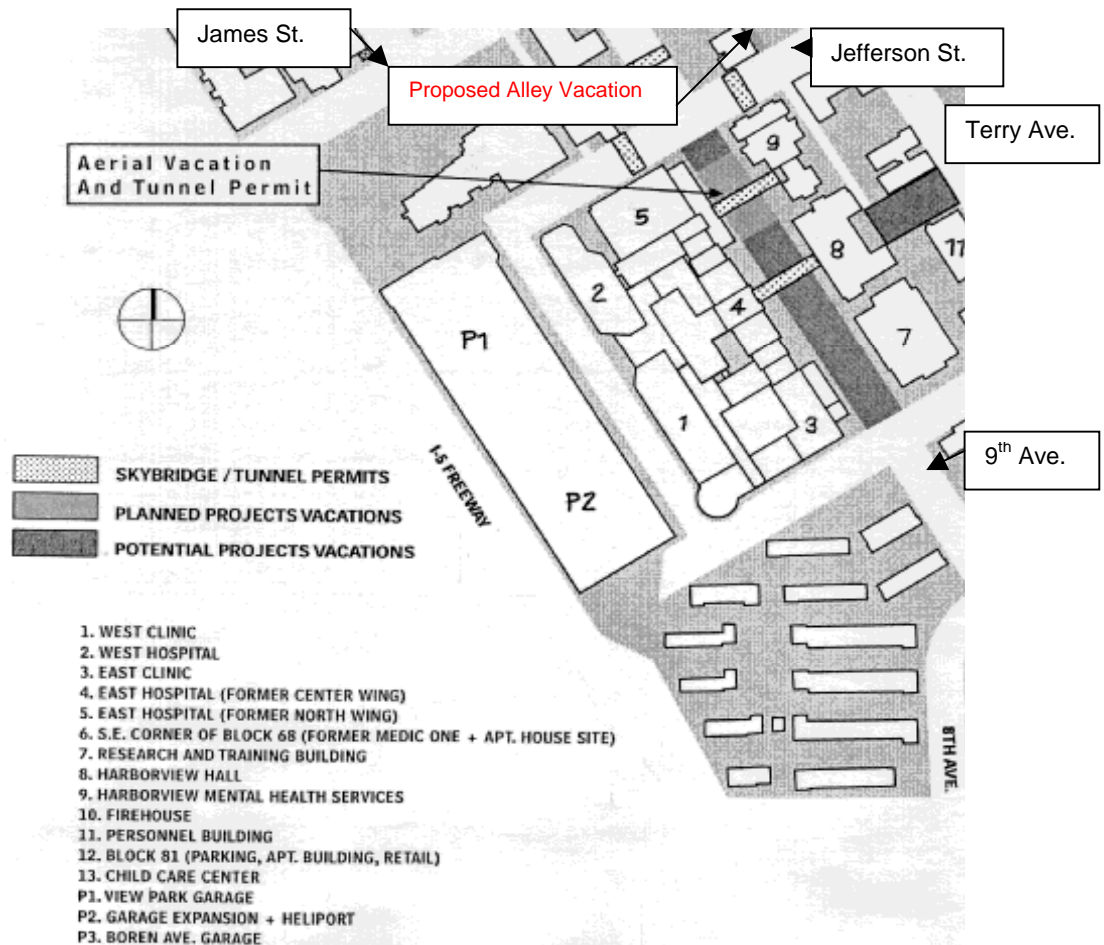 James St.
Jefferson St.
Proposed Alley Vacation
Terry Ave.
Aerial Vacation
And Tunnel Permit
9
5
8
11
2
4
P1
7
1
3
9th Ave.
I-5 FREEWAY
P2
SKYBRIDGE / TUNNEL PERMITS
PLANNED PROJECTS VACATIONS
POTENTIAL PROJECTS VACATIONS
1. WEST CLINIC
2. WEST HOSPITAL
3. EAST CLINIC
4. EAST HOSPITAL (FORMER CENTER WING)
5. EAST HOSPITAL (FORMER NORTH WING)
6. S.E. CORNER OF BLOCK 68 (FORMER MEDIC ONE + APT. HOUSE SITE)
7. RESEARCH AND TRAINING BUILDING
8. HARBORVIEW HALL
9. HARBORVIEW MENTAL HEALTH SERVICES
10. FIREHOUSE
11. PERSONNEL BUILDING
12. BLOCK 81 (PARKING, APT. BUILDING, RETAIL)
13. CHILD CARE CENTER
P1. VIEW PARK GARAGE
P2. GARAGE EXPANSION + HELIPORT
P3. BOREN AVE. GARAGE
8TH AVE.